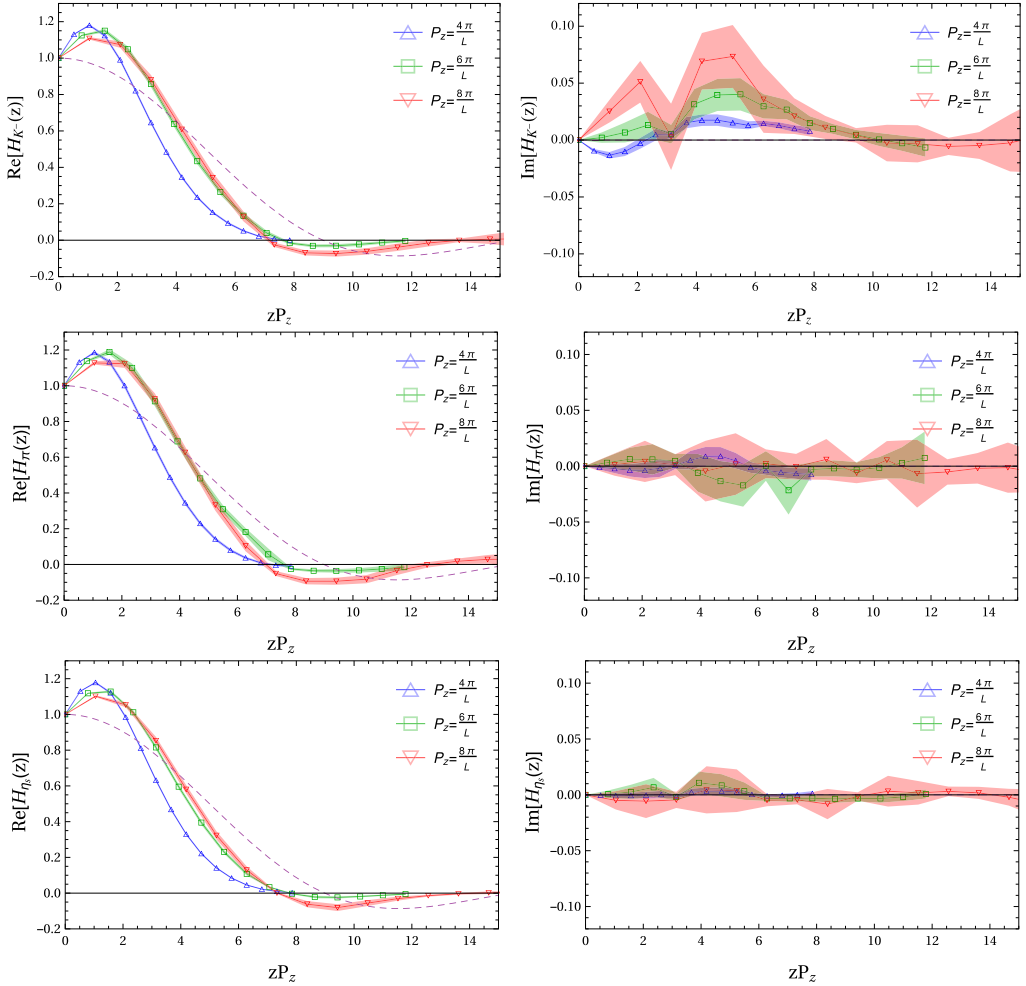 Re[H_{K^-}(z)]
1.2
1.0
0.8
0.6
0.4
0.2
0.0
−0.2
0 2 4 6 8 10 12 14
zP_z
P_z=4π/L
P_z=6π/L
P_z=8π/L
Im[H_{K^-}(z)]
0.10
0.05
0.00
−0.05
−0.10
0 2 4 6 8 10 12 14
zP_z
P_z=4π/L
P_z=6π/L
P_z=8π/L
Re[H_π(z)]
1.2
1.0
0.8
0.6
0.4
0.2
0.0
−0.2
0 2 4 6 8 10 12 14
zP_z
P_z=4π/L
P_z=6π/L
P_z=8π/L
Im[H_π(z)]
0.10
0.05
0.00
−0.05
−0.10
0 2 4 6 8 10 12 14
zP_z
P_z=4π/L
P_z=6π/L
P_z=8π/L
Re[H_{η_s}(z)]
1.2
1.0
0.8
0.6
0.4
0.2
0.0
−0.2
0 2 4 6 8 10 12 14
zP_z
P_z=4π/L
P_z=6π/L
P_z=8π/L
Im[H_{η_s}(z)]
0.10
0.05
0.00
−0.05
−0.10
0 2 4 6 8 10 12 14
zP_z
P_z=4π/L
P_z=6π/L
P_z=8π/L